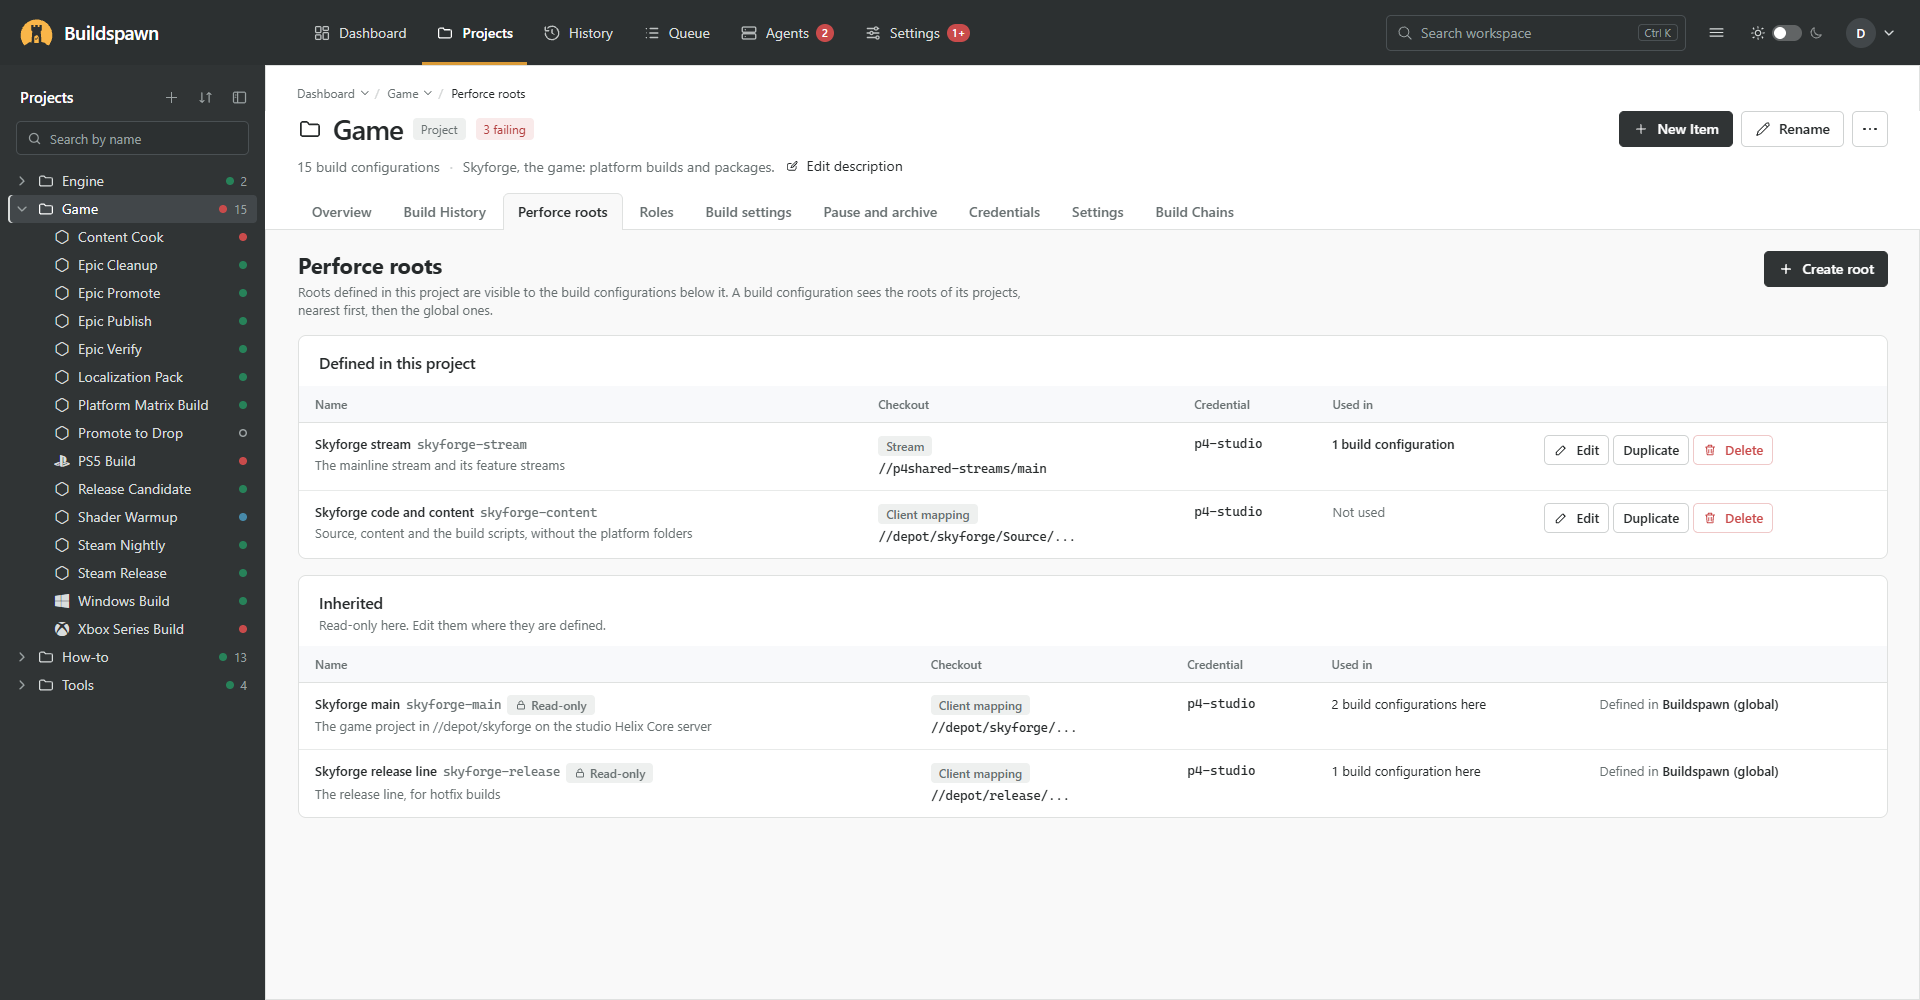 Buildspawn
Dashboard
Projects
History
Queue
Agents 2
Settings 1+
Search workspace Ctrl K
D
Projects
Search by name
Engine 2
Game 15
Content Cook
Epic Cleanup
Epic Promote
Epic Publish
Epic Verify
Localization Pack
Platform Matrix Build
Promote to Drop
PS5 Build
Release Candidate
Shader Warmup
Steam Nightly
Steam Release
Windows Build
Xbox Series Build
How-to 13
Tools 4
Dashboard / Game / Perforce roots
Game Project 3 failing
New Item
Rename
15 build configurations · Skyforge, the game: platform builds and packages. Edit description
Overview
Build History
Perforce roots
Roles
Build settings
Pause and archive
Credentials
Settings
Build Chains
Perforce roots
Create root
Roots defined in this project are visible to the build configurations below it. A build configuration sees the roots of its projects,
nearest first, then the global ones.
Defined in this project
Name Checkout Credential Used in
Skyforge stream skyforge-stream
The mainline stream and its feature streams
Stream
//p4shared-streams/main
p4-studio
1 build configuration
Edit Duplicate Delete
Skyforge code and content skyforge-content
Source, content and the build scripts, without the platform folders
Client mapping
//depot/skyforge/Source/...
p4-studio
Not used
Edit Duplicate Delete
Inherited
Read-only here. Edit them where they are defined.
Name Checkout Credential Used in
Skyforge main skyforge-main Read-only
The game project in //depot/skyforge on the studio Helix Core server
Client mapping
//depot/skyforge/...
p4-studio
2 build configurations here
Defined in Buildspawn (global)
Skyforge release line skyforge-release Read-only
The release line, for hotfix builds
Client mapping
//depot/release/...
p4-studio
1 build configuration here
Defined in Buildspawn (global)